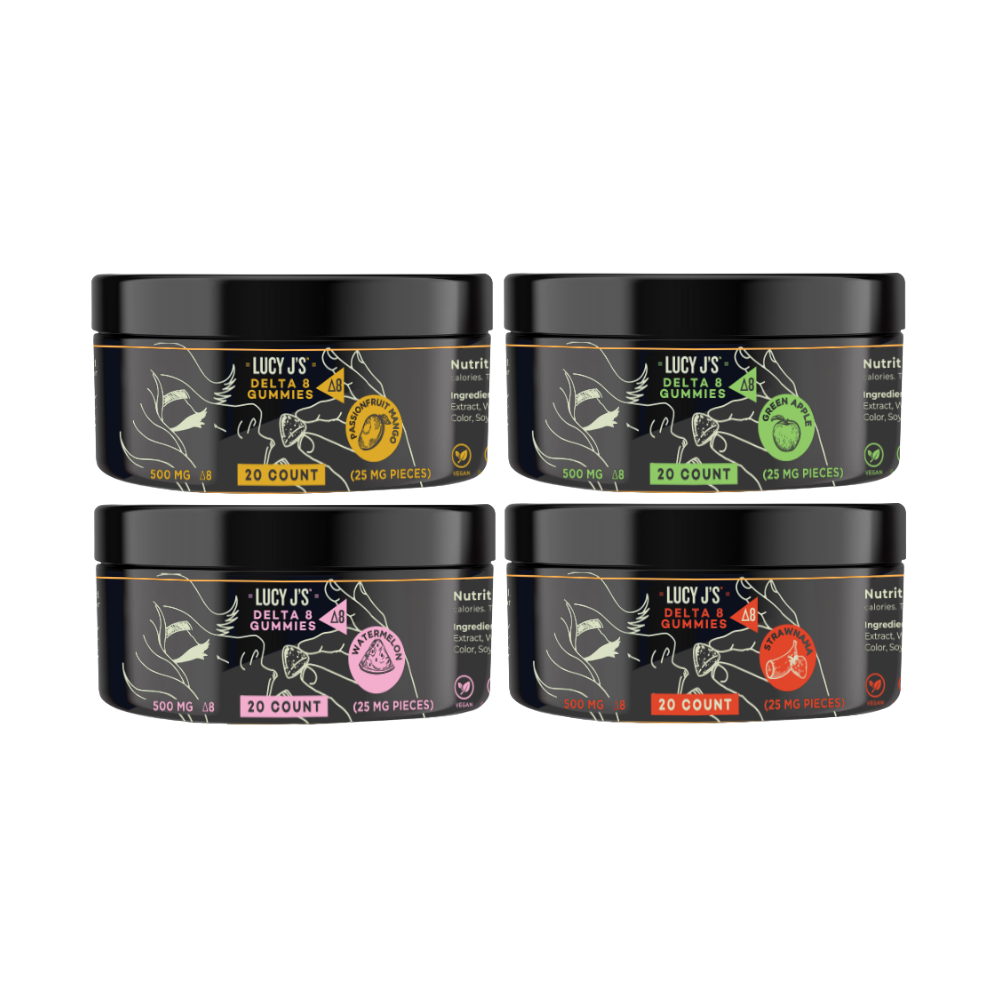 LUCY J'S
DELTA 8
GUMMIES
Δ8
PASSIONFRUIT MANGO
500 MG Δ8
20 COUNT
(25 MG PIECES)
Nutrit
calories. T
Extract, V
Color, Soy
VEGAN
LUCY J'S
DELTA 8
GUMMIES
Δ8
GREEN APPLE
500 MG Δ8
20 COUNT
(25 MG PIECES)
Nutrit
calories. T
Ingredie
Extract, V
Color, Soy
VEGAN
LUCY J'S
DELTA 8
GUMMIES
Δ8
WATERMELON
500 MG Δ8
20 COUNT
(25 MG PIECES)
Nutrit
calories. T
Ingredie
Extract, V
Color, Soy
VEGAN
LUCY J'S
DELTA 8
GUMMIES
Δ8
STRAWNANA
500 MG Δ8
20 COUNT
(25 MG PIECES)
Nutrit
calories. T
Ingredie
Extract, V
Color, Soy
VEGAN